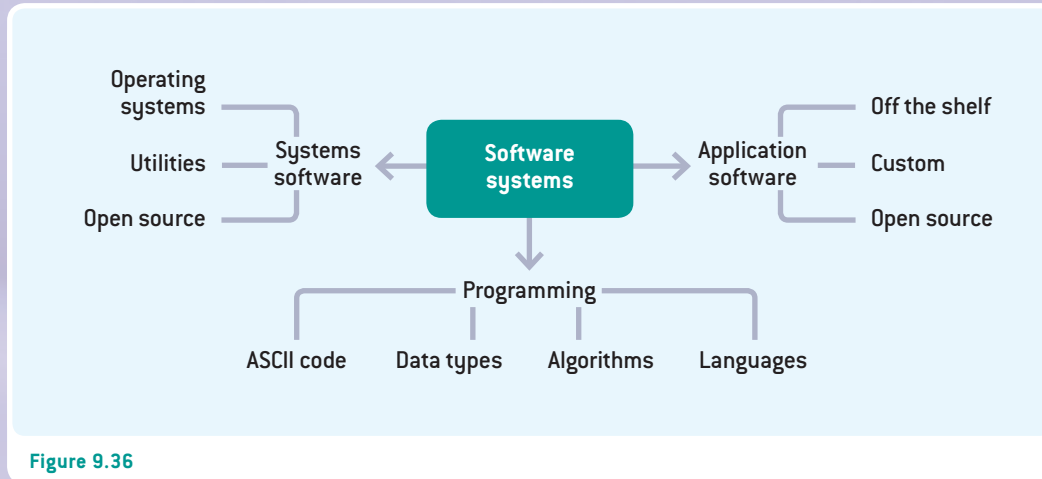 Operating
systems
Utilities
Open source
Systems
software
Software
systems
Application
software
Off the shelf
Custom
Open source
Programming
ASCII code
Data types
Algorithms
Languages
Figure 9.36